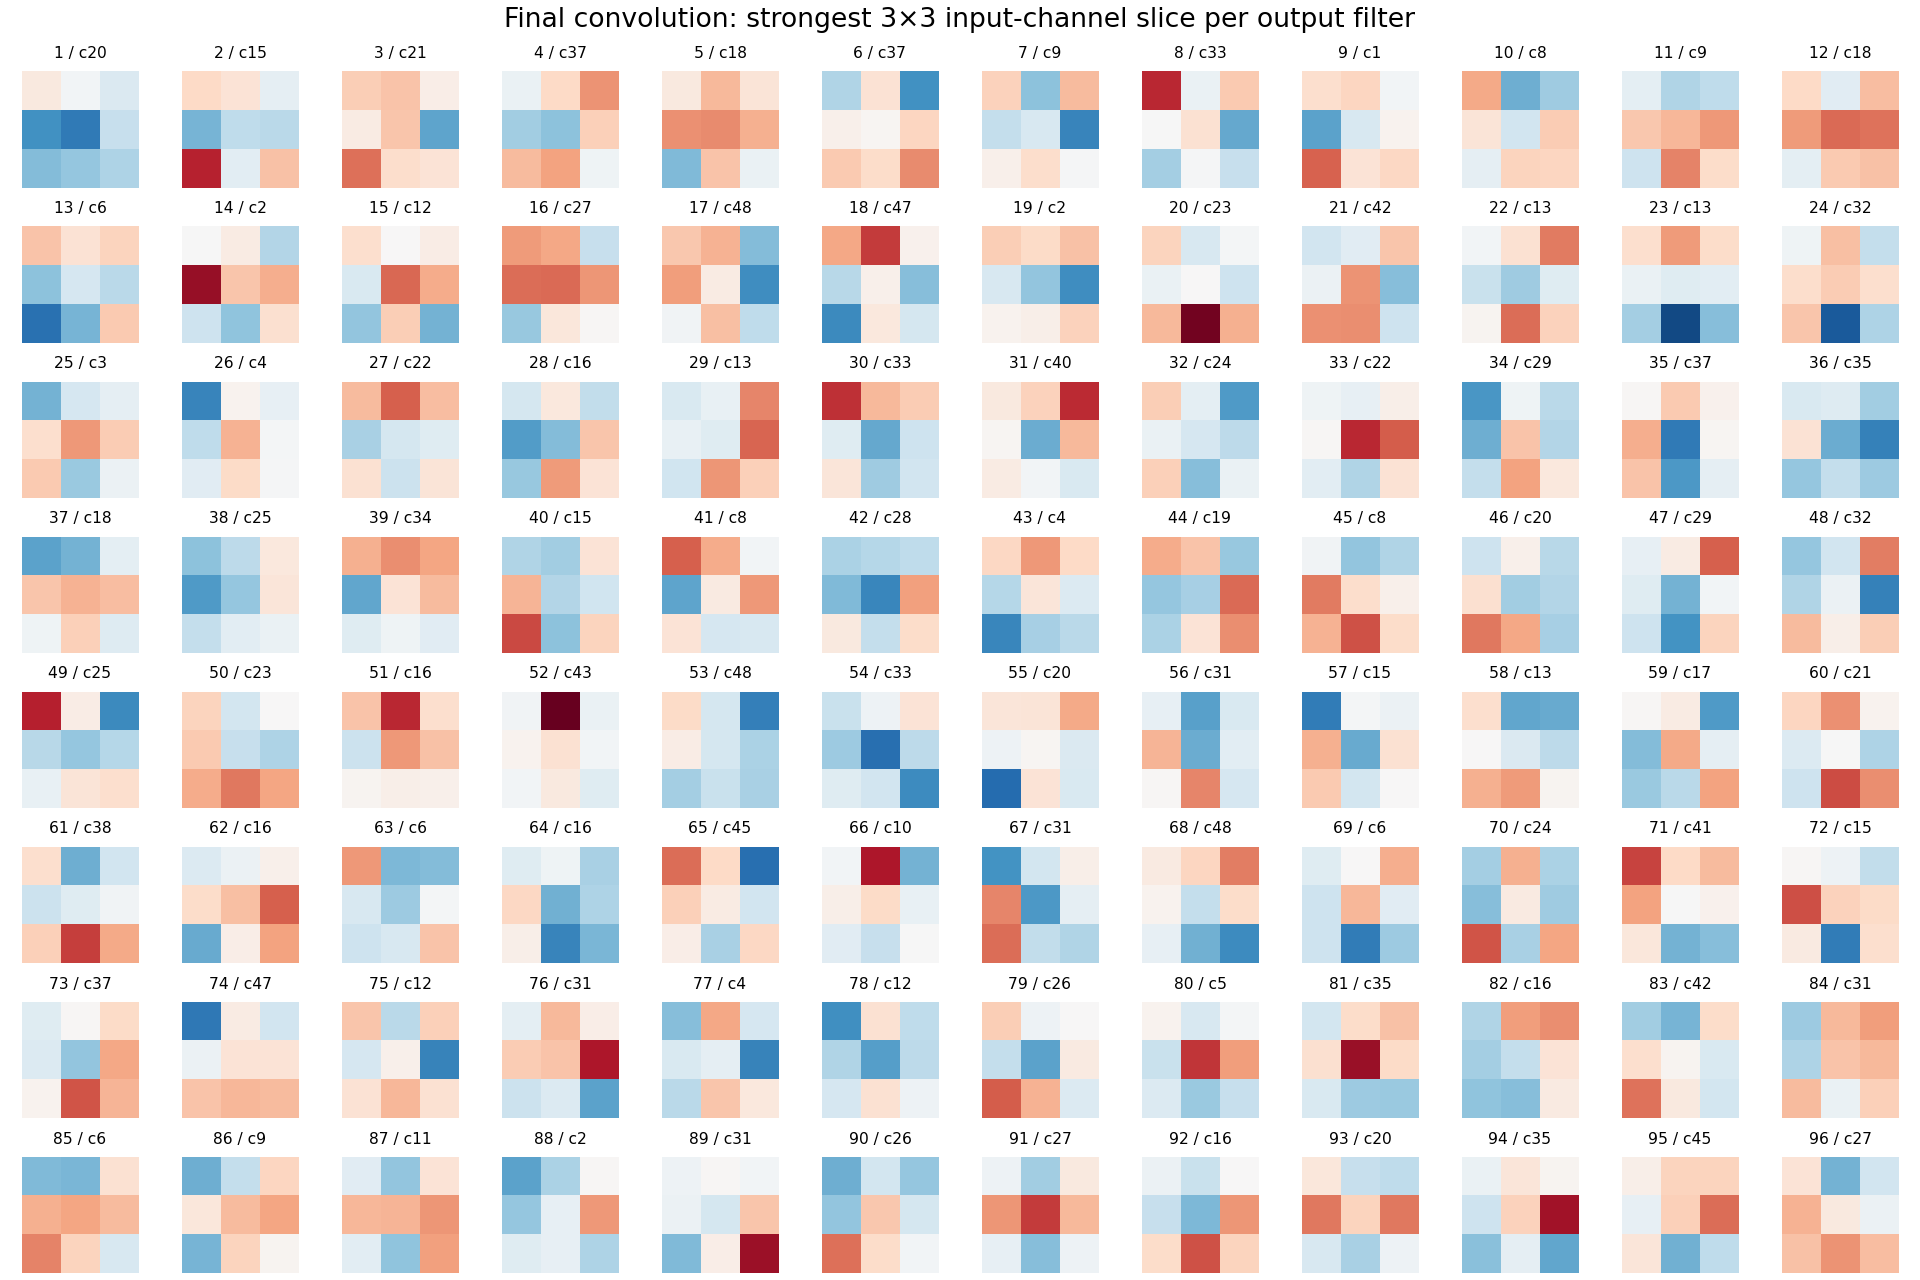 Final convolution: strongest 3×3 input-channel slice per output filter
1 / c20 2 / c15 3 / c21 4 / c37 5 / c18 6 / c37 7 / c9 8 / c33 9 / c1 10 / c8 11 / c9 12 / c18
13 / c6 14 / c2 15 / c12 16 / c27 17 / c48 18 / c47 19 / c2 20 / c23 21 / c42 22 / c13 23 / c13 24 / c32
25 / c3 26 / c4 27 / c22 28 / c16 29 / c13 30 / c33 31 / c40 32 / c24 33 / c22 34 / c29 35 / c37 36 / c35
37 / c18 38 / c25 39 / c34 40 / c15 41 / c8 42 / c28 43 / c4 44 / c19 45 / c8 46 / c20 47 / c29 48 / c32
49 / c25 50 / c23 51 / c16 52 / c43 53 / c48 54 / c33 55 / c20 56 / c31 57 / c15 58 / c13 59 / c17 60 / c21
61 / c38 62 / c16 63 / c6 64 / c16 65 / c45 66 / c10 67 / c31 68 / c48 69 / c6 70 / c24 71 / c41 72 / c15
73 / c37 74 / c47 75 / c12 76 / c31 77 / c4 78 / c12 79 / c26 80 / c5 81 / c35 82 / c16 83 / c42 84 / c31
85 / c6 86 / c9 87 / c11 88 / c2 89 / c31 90 / c26 91 / c27 92 / c16 93 / c20 94 / c35 95 / c45 96 / c27